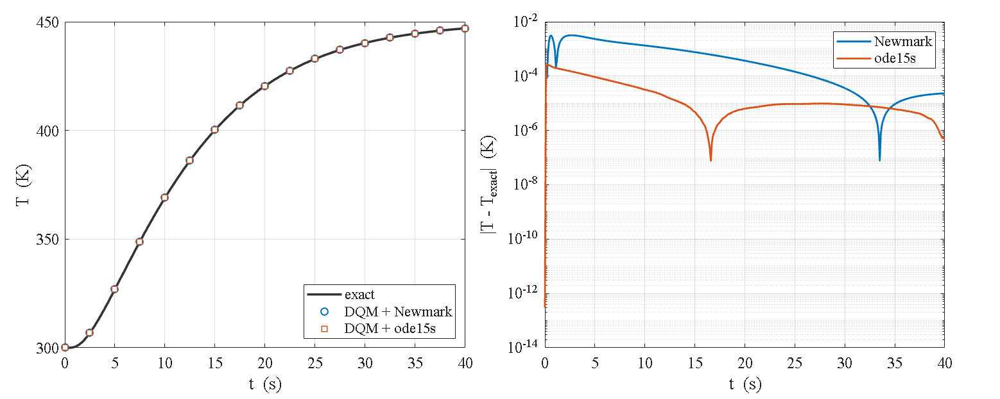 450
400
350
300
0 5 10 15 20 25 30 35 40
T (K)
t (s)
exact
DQM + Newmark
DQM + ode15s
10^-2
10^-4
10^-6
10^-8
10^-10
10^-12
10^-14
0 5 10 15 20 25 30 35 40
|T - T_exact| (K)
t (s)
Newmark
ode15s